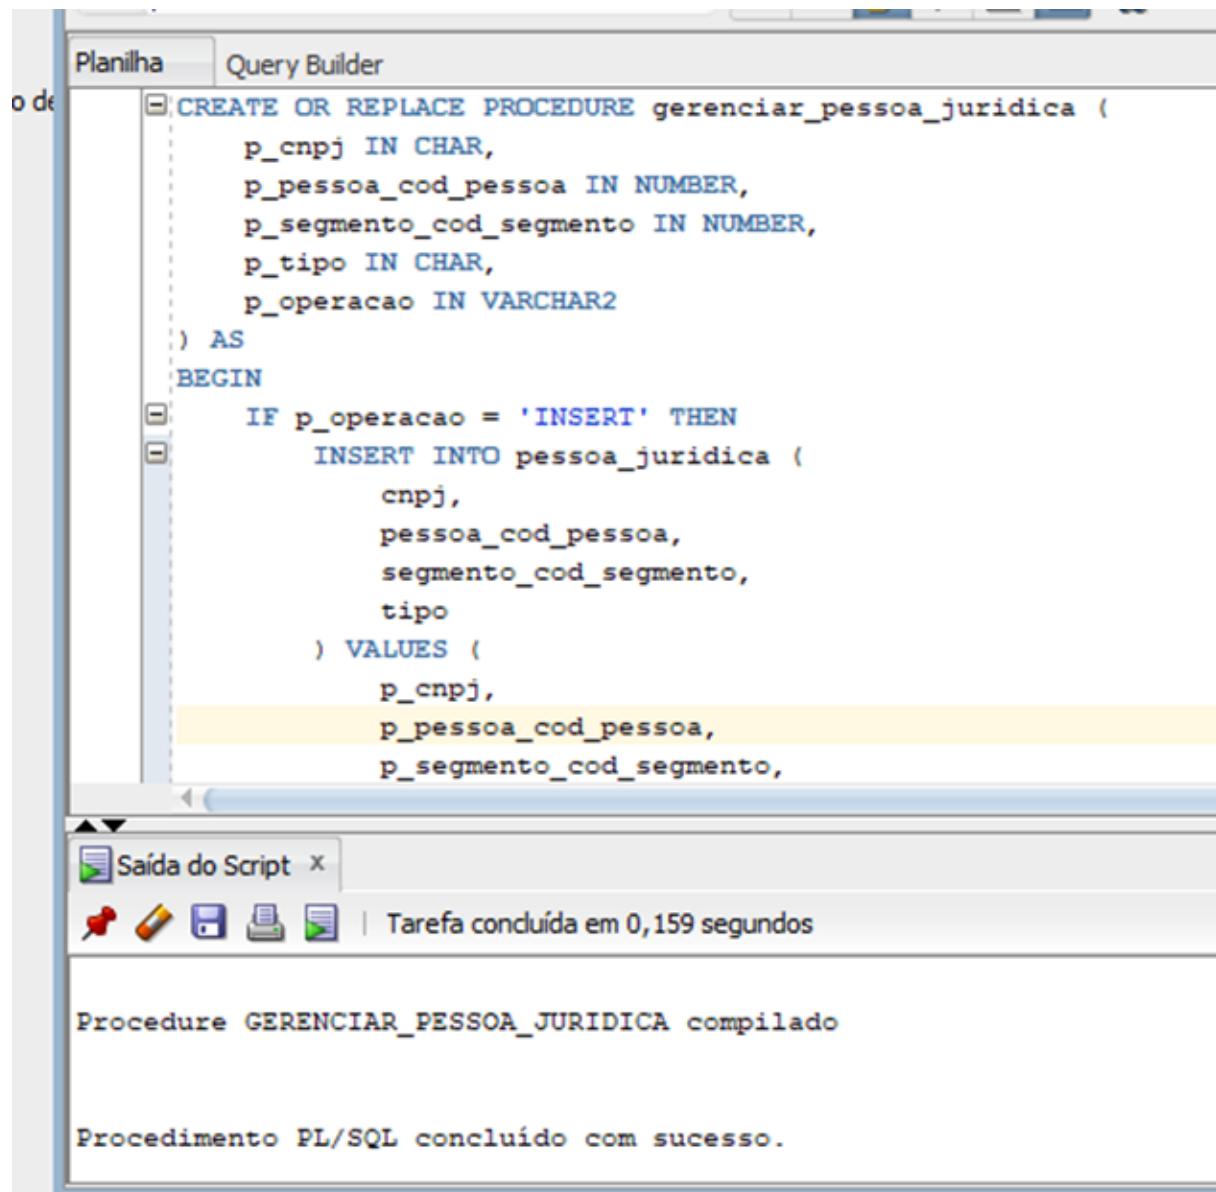 Planilha
Query Builder
o de
CREATE OR REPLACE PROCEDURE gerenciar_pessoa_juridica (
p_cnpj IN CHAR,
p_pessoa_cod_pessoa IN NUMBER,
p_segmento_cod_segmento IN NUMBER,
p_tipo IN CHAR,
p_operacao IN VARCHAR2
) AS
BEGIN
IF p_operacao = 'INSERT' THEN
INSERT INTO pessoa_juridica (
cnpj,
pessoa_cod_pessoa,
segmento_cod_segmento,
tipo
) VALUES (
p_cnpj,
p_pessoa_cod_pessoa,
p_segmento_cod_segmento,
Saída do Script x
Tarefa concluída em 0,159 segundos
Procedure GERENCIAR_PESSOA_JURIDICA compilado
Procedimento PL/SQL concluído com sucesso.